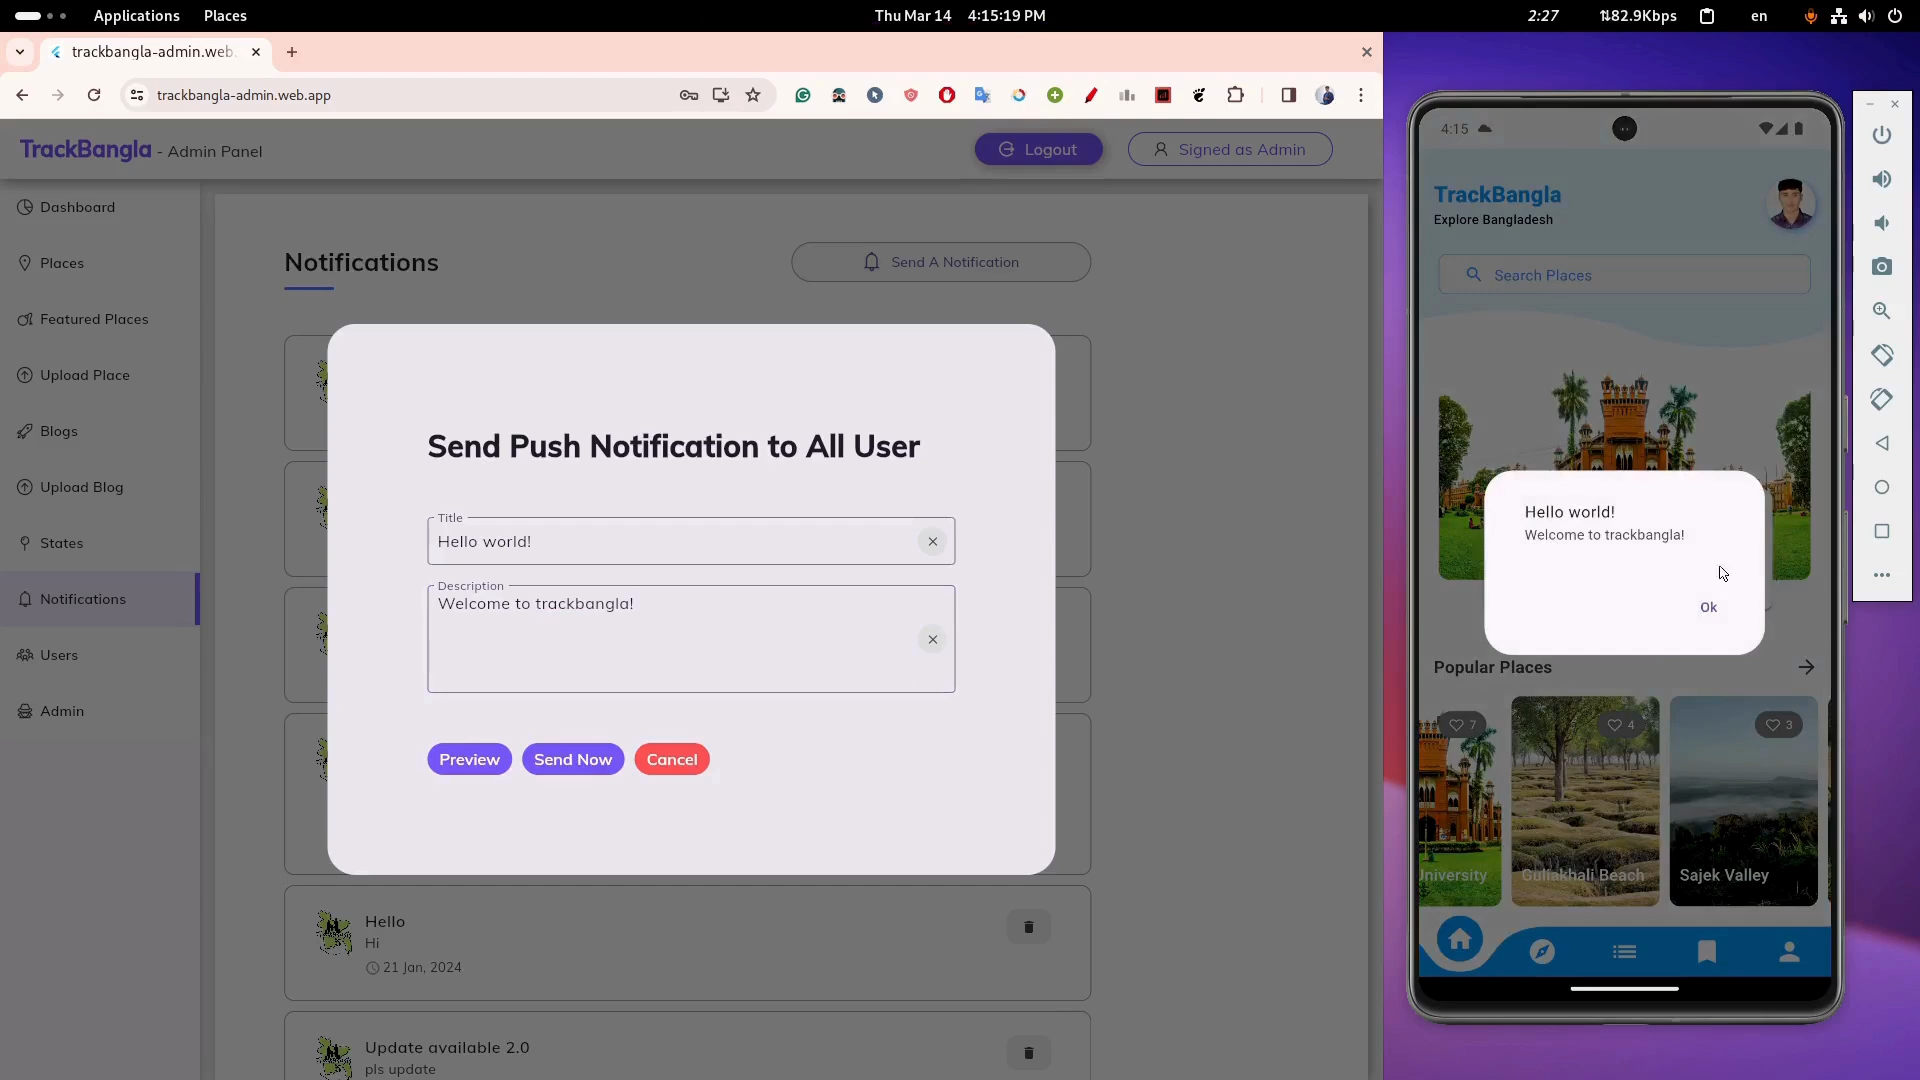 Applications Places Thu Mar 14 4:15:19 PM 2:27 ⇅82.9Kbps en
trackbangla-admin.web.
trackbangla-admin.web.app
TrackBangla - Admin Panel
Logout
Signed as Admin
Dashboard
Places
Featured Places
Upload Place
Blogs
Upload Blog
States
Notifications
Users
Admin
Notifications
Send A Notification
Send Push Notification to All User
Title
Hello world!
Description
Welcome to trackbangla!
Preview Send Now Cancel
Hello
Hi
21 Jan, 2024
Update available 2.0
pls update
4:15
TrackBangla
Explore Bangladesh
Search Places
Hello world!
Welcome to trackbangla!
Ok
Popular Places
7
4
3
University
Guliakhali Beach
Sajek Valley